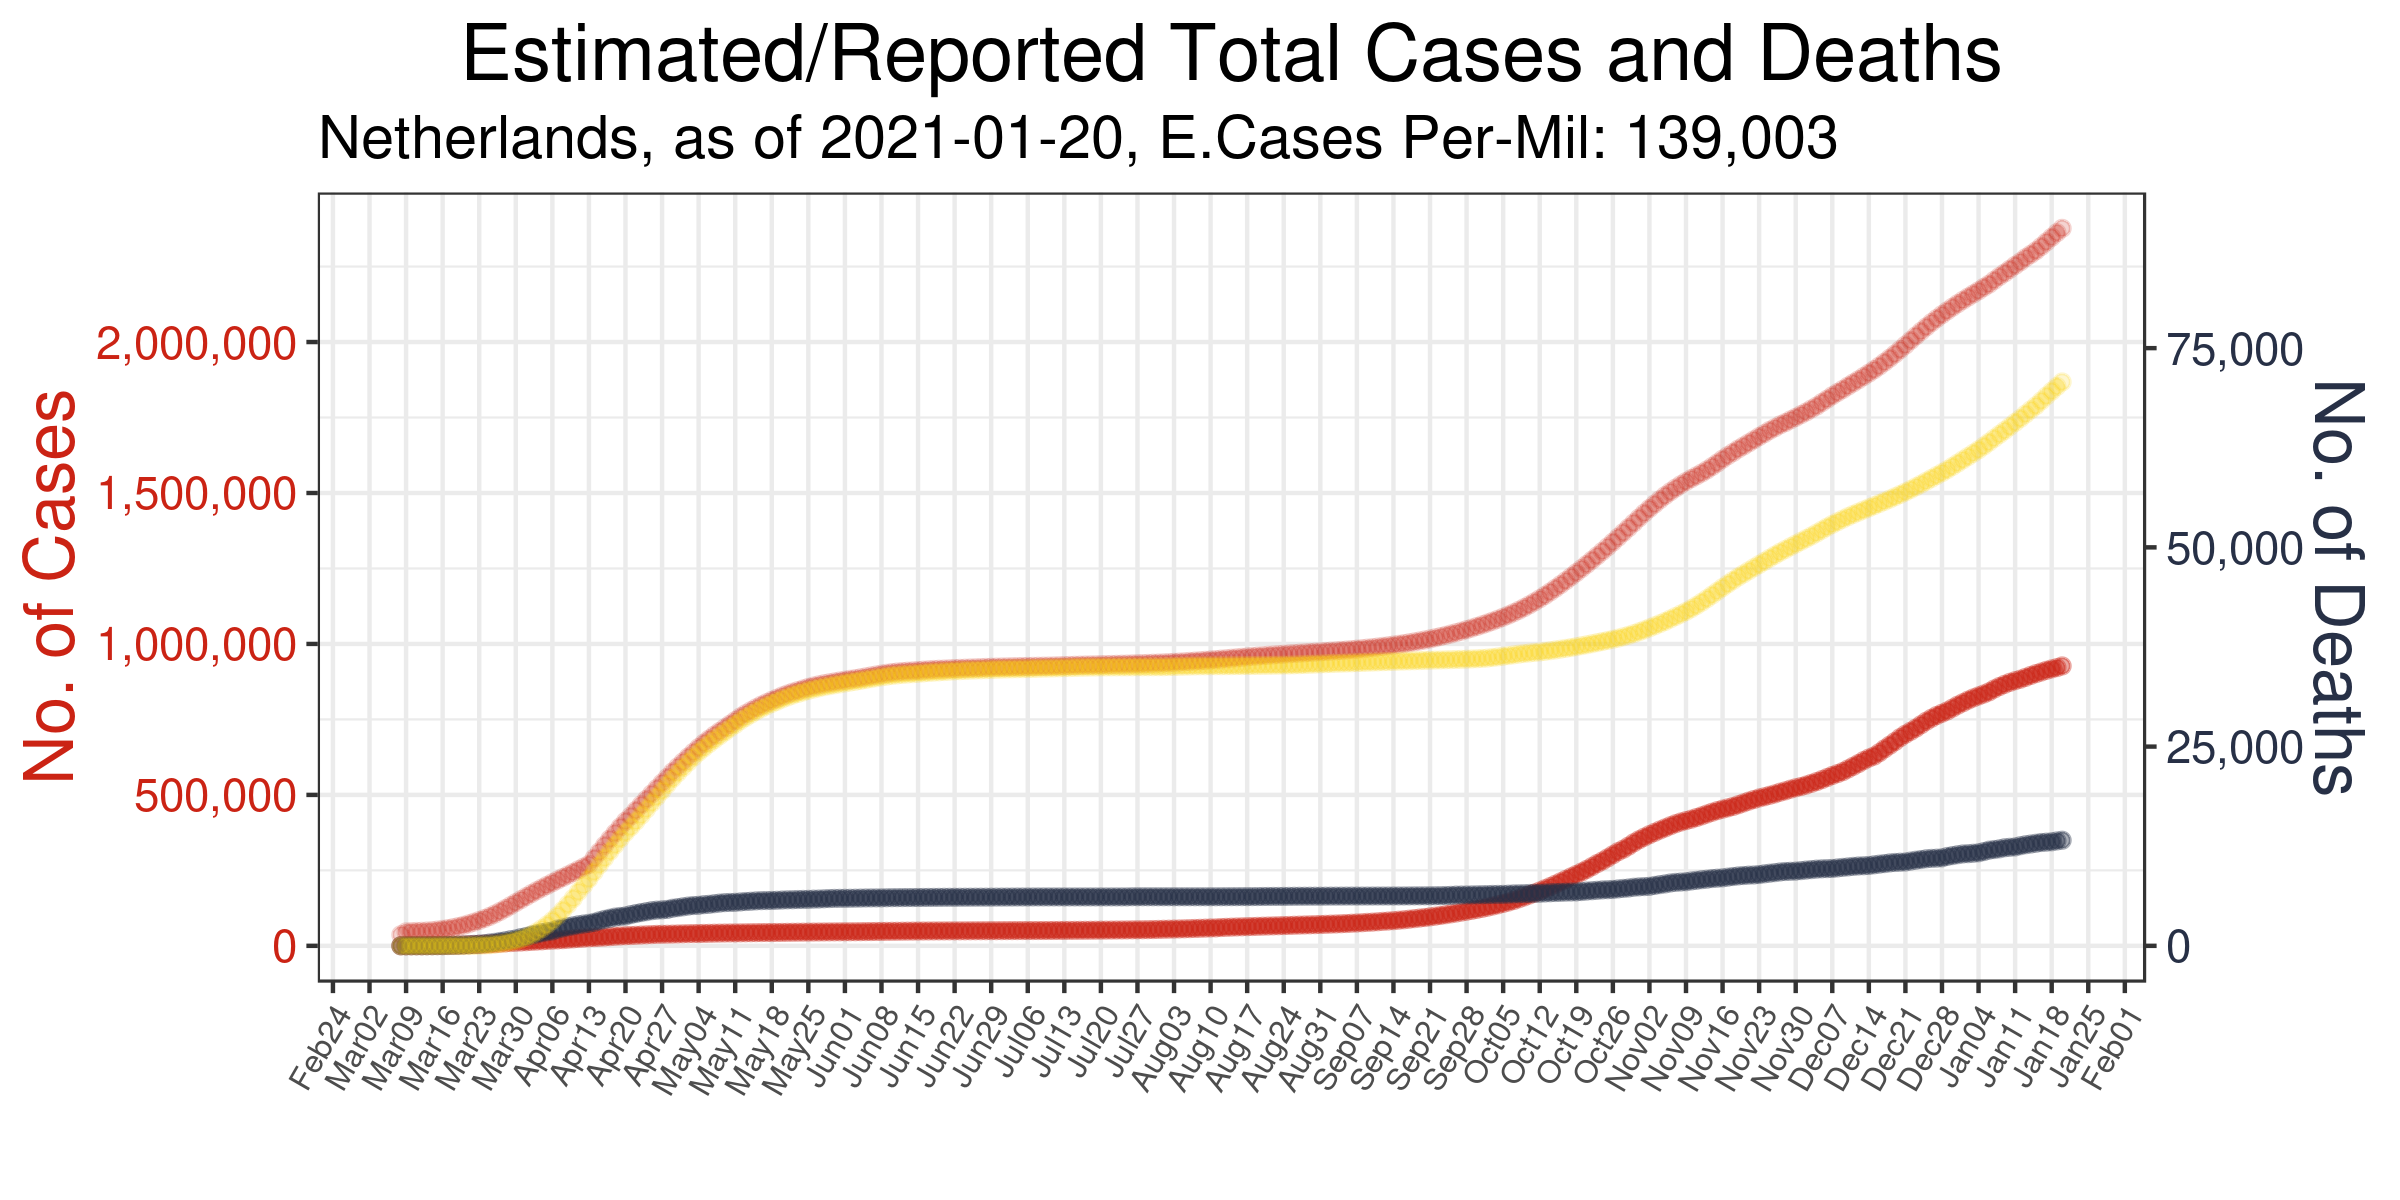 Estimated/Reported Total Cases and Deaths
Netherlands, as of 2021-01-20, E.Cases Per-Mil: 139,003
No. of Cases
2,000,000
1,500,000
1,000,000
500,000
0
75,000
50,000
25,000
0
No. of Deaths
Feb24
Mar02
Mar09
Mar16
Mar23
Mar30
Apr06
Apr13
Apr20
Apr27
May04
May11
May18
May25
Jun01
Jun08
Jun15
Jun22
Jun29
Jul06
Jul13
Jul20
Jul27
Aug03
Aug10
Aug17
Aug24
Aug31
Sep07
Sep14
Sep21
Sep28
Oct05
Oct12
Oct19
Oct26
Nov02
Nov09
Nov16
Nov23
Nov30
Dec07
Dec14
Dec21
Dec28
Jan04
Jan11
Jan18
Jan25
Feb01